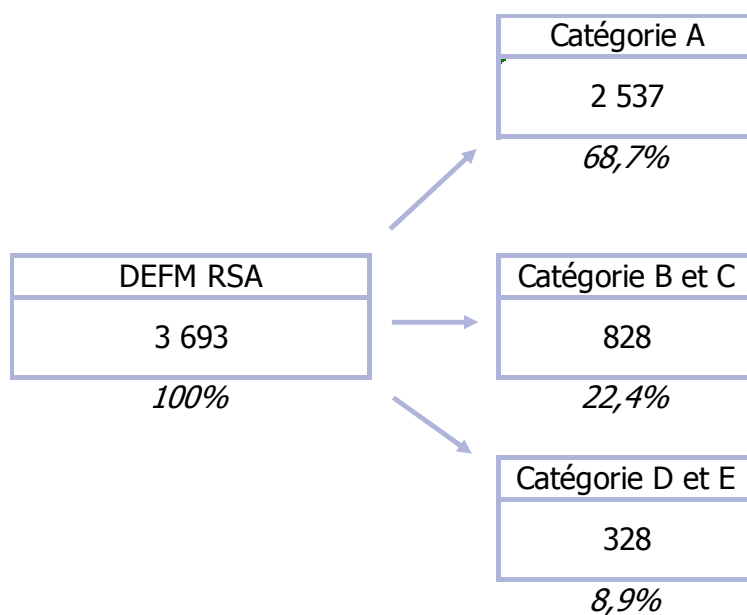 Catégorie A
2 537
68,7%
DEFM RSA
3 693
100%
Catégorie B et C
828
22,4%
Catégorie D et E
328
8,9%